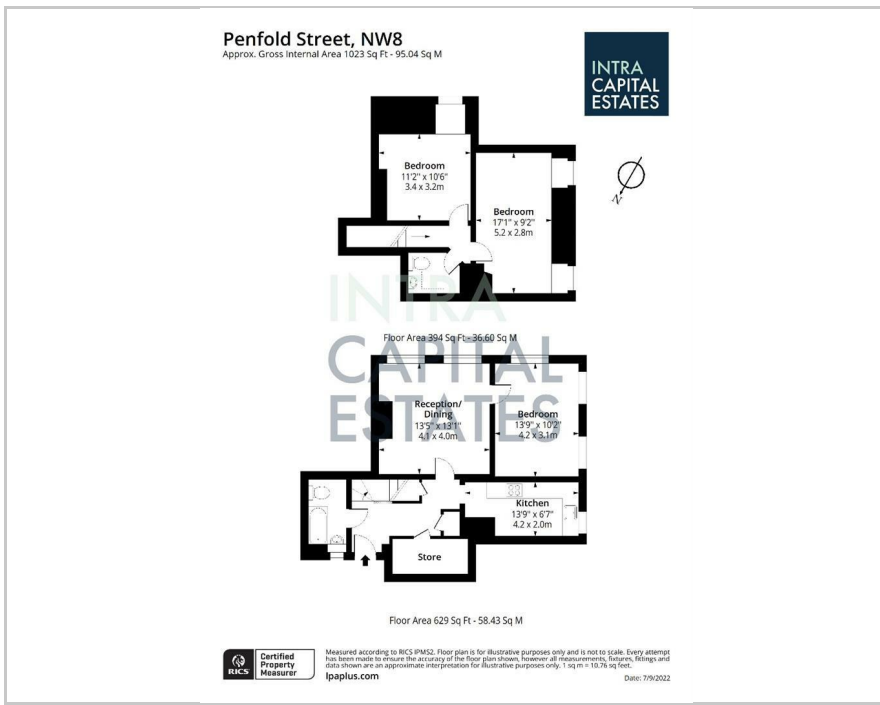 Penfold Street, NW8
Approx. Gross Internal Area 1023 Sq Ft - 95.04 Sq M
INTRA
CAPITAL
ESTATES
Bedroom
11'2" x 10'6"
3.4 x 3.2m
Bedroom
17'1" x 9'2"
5.2 x 2.8m
N
INTRA
CAPITAL
ESTATES
Floor Area 394 Sq Ft - 36.60 Sq M
Reception/
Dining
13'5" x 13'1"
4.1 x 4.0m
Bedroom
13'9" x 10'2"
4.2 x 3.1m
Kitchen
13'9" x 6'7"
4.2 x 2.0m
Store
Floor Area 629 Sq Ft - 58.43 Sq M
RICS
Certified
Property
Measurer
Measured according to RICS IPMS2. Floor plan is for illustrative purposes only and is not to scale. Every attempt
has been made to ensure the accuracy of the floor plan shown, however all measurements, fixtures, fittings and
data shown are an approximate interpretation for illustrative purposes only. 1 sq m = 10.76 sq feet.
lpaplus.com
Date: 7/9/2022